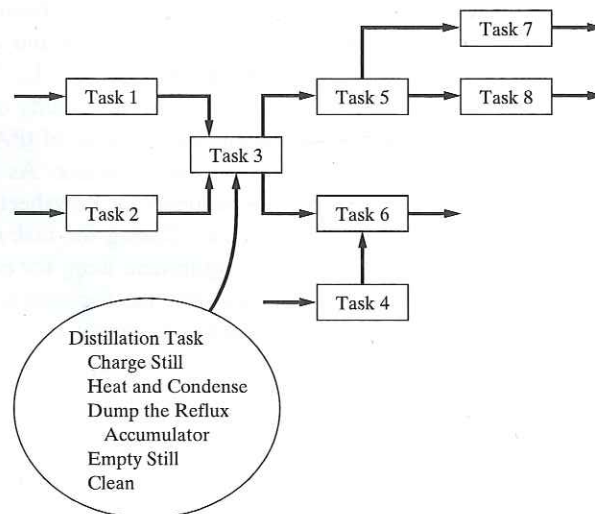 Task 7
Task 1
Task 5
Task 8
Task 3
Task 2
Task 6
Task 4
Distillation Task
Charge Still
Heat and Condense
Dump the Reflux
Accumulator
Empty Still
Clean